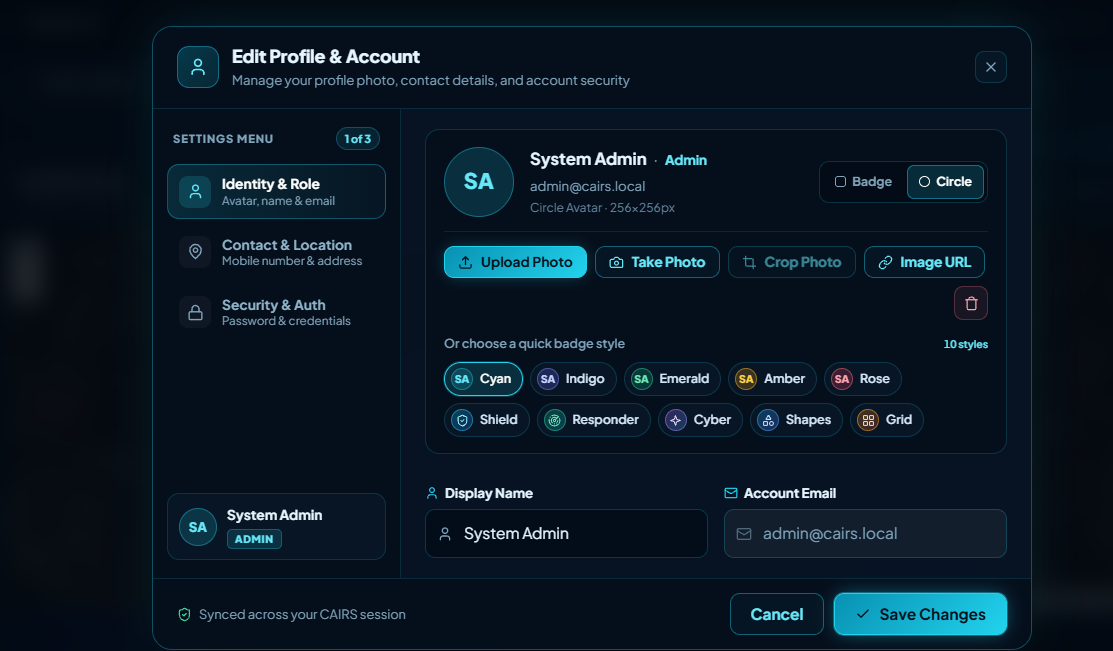 Edit Profile & Account
Manage your profile photo, contact details, and account security
SETTINGS MENU
1 of 3
Identity & Role
Avatar, name & email
Contact & Location
Mobile number & address
Security & Auth
Password & credentials
SA
System Admin
ADMIN
SA
System Admin · Admin
admin@cairs.local
Circle Avatar · 256×256px
Badge
Circle
Upload Photo
Take Photo
Crop Photo
Image URL
Or choose a quick badge style
10 styles
SA Cyan
SA Indigo
SA Emerald
SA Amber
SA Rose
Shield
Responder
Cyber
Shapes
Grid
Display Name
System Admin
Account Email
admin@cairs.local
Synced across your CAIRS session
Cancel
Save Changes